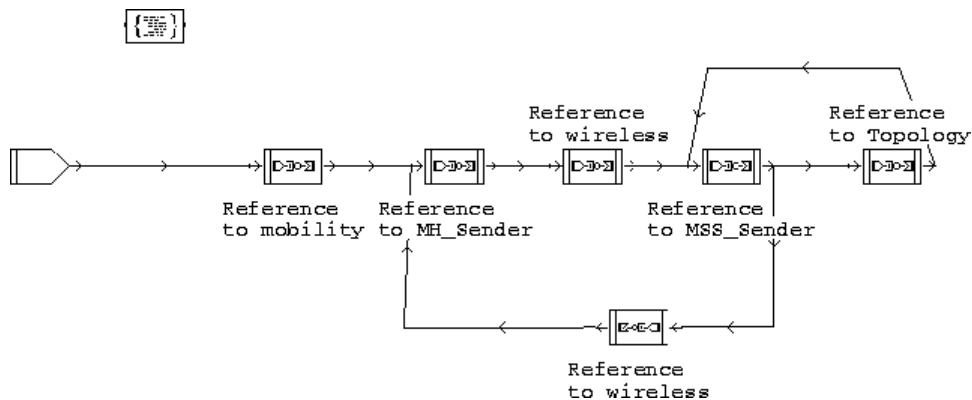 Reference
to wireless
Reference
to Topology
Reference
to mobility
Reference
to MH_Sender
Reference
to MSS_Sender
Reference
to wireless